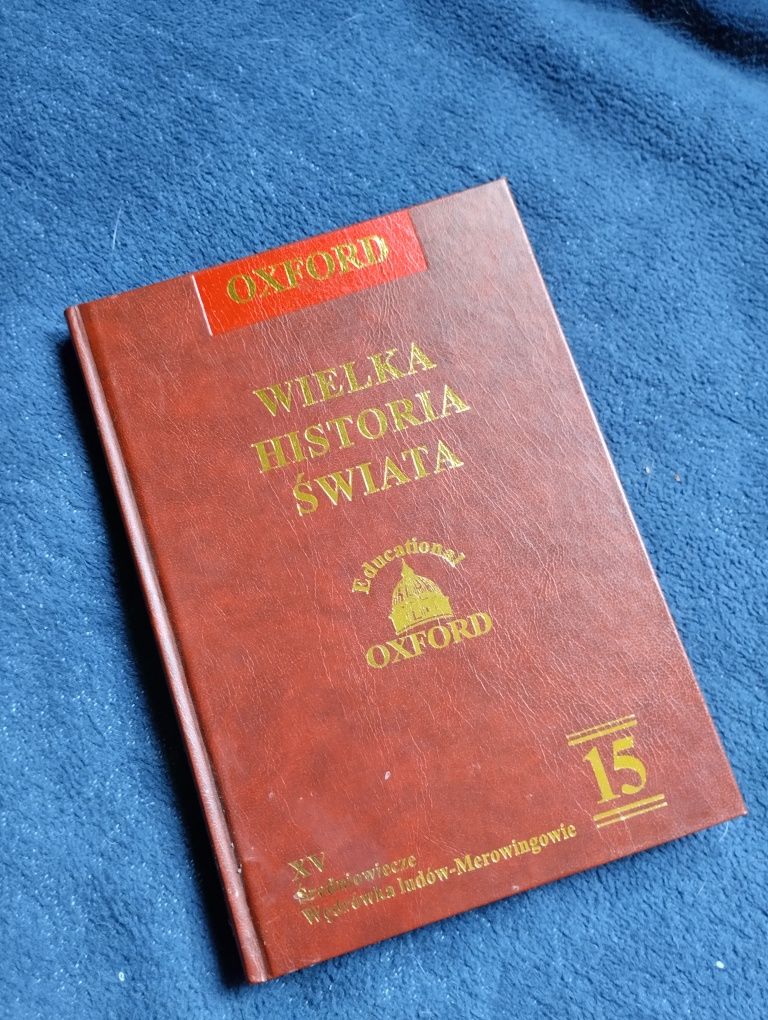 OXFORD
WIELKA
HISTORIA
ŚWIATA
Educational
OXFORD
15
XV
Średniowiecze
Wędrówka ludów-Merowingowie